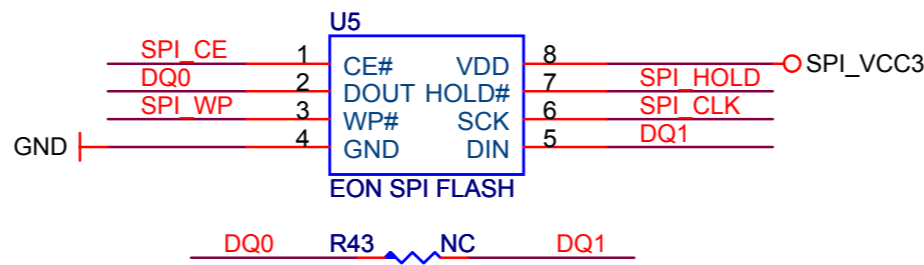 U5
SPI_CE 1 CE# VDD 8 SPI_VCC3
DQ0 2 DOUT HOLD# 7 SPI_HOLD
SPI_WP 3 WP# SCK 6 SPI_CLK
GND 4 GND DIN 5 DQ1
EON SPI FLASH
DQ0 R43 NC DQ1